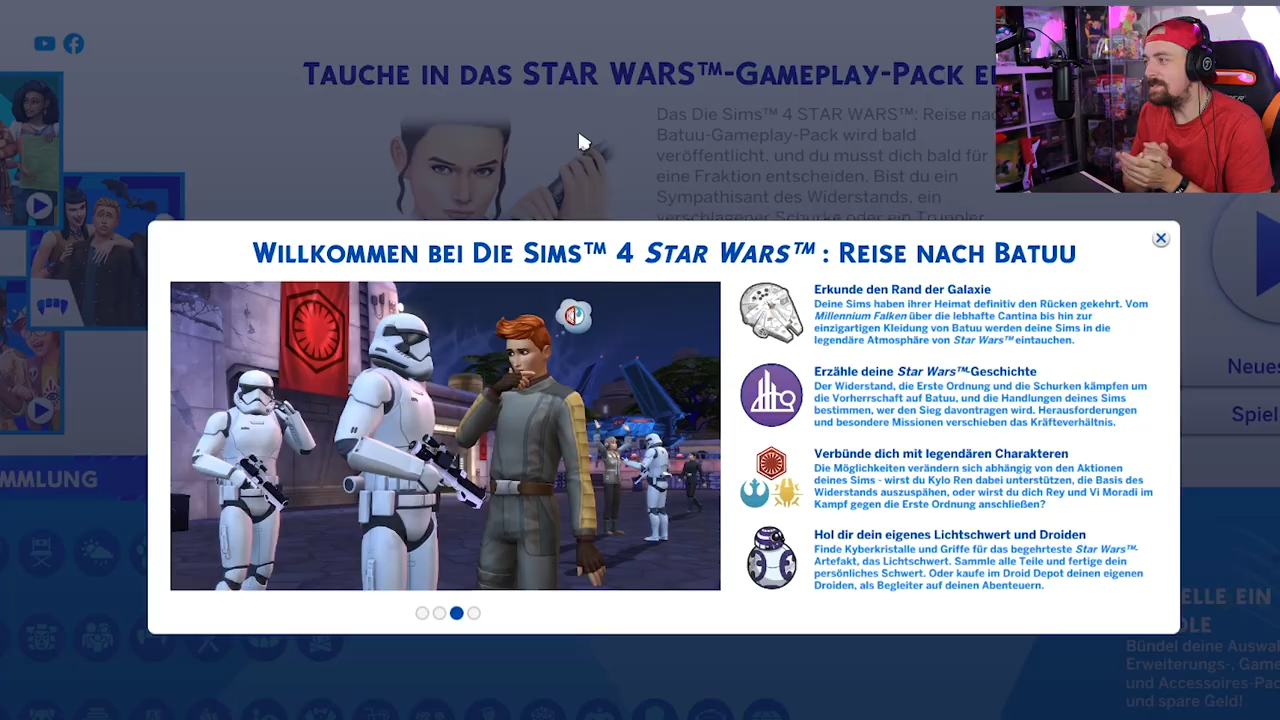 TAUCHE IN DAS STAR WARS™-GAMEPLAY-PACK EI
Das Die Sims™ 4 STAR WARS™: Reise nac
Batuu-Gameplay-Pack wird bald
veröffentlicht, und du musst dich bald für
eine Fraktion entscheiden. Bist du ein
Sympathisant des Widerstands, ein
verschlagener Schurke oder ein Truppler
WILLKOMMEN BEI DIE SIMS™ 4 STAR WARS™ : REISE NACH BATUU
Erkunde den Rand der Galaxie
Deine Sims haben ihrer Heimat definitiv den Rücken gekehrt. Vom
Millennium Falken über die lebhafte Cantina bis hin zur
einzigartigen Kleidung von Batuu werden deine Sims in die
legendäre Atmosphäre von Star Wars™ eintauchen.
Erzähle deine Star Wars™-Geschichte
Der Widerstand, die Erste Ordnung und die Schurken kämpfen um
die Vorherrschaft auf Batuu, und die Handlungen deines Sims
bestimmen, wer den Sieg davontragen wird. Herausforderungen
und besondere Missionen verschieben das Kräfteverhältnis.
Verbünde dich mit legendären Charakteren
Die Möglichkeiten verändern sich abhängig von den Aktionen
deines Sims - wirst du Kylo Ren dabei unterstützen, die Basis des
Widerstands auszuspähen, oder wirst du dich Rey und Vi Moradi im
Kampf gegen die Erste Ordnung anschließen?
Hol dir dein eigenes Lichtschwert und Droiden
Finde Kyberkristalle und Griffe für das begehrteste Star Wars™-
Artefakt, das Lichtschwert. Sammle alle Teile und fertige dein
persönliches Schwert. Oder kaufe im Droid Depot deinen eigenen
Droiden, als Begleiter auf deinen Abenteuern.
Neues
Spiel
MMLUNG
ELLE EIN
DLE
Bündel deine Auswa
Erweiterungs-, Game
und Accessoires-Pac
und spare Geld!